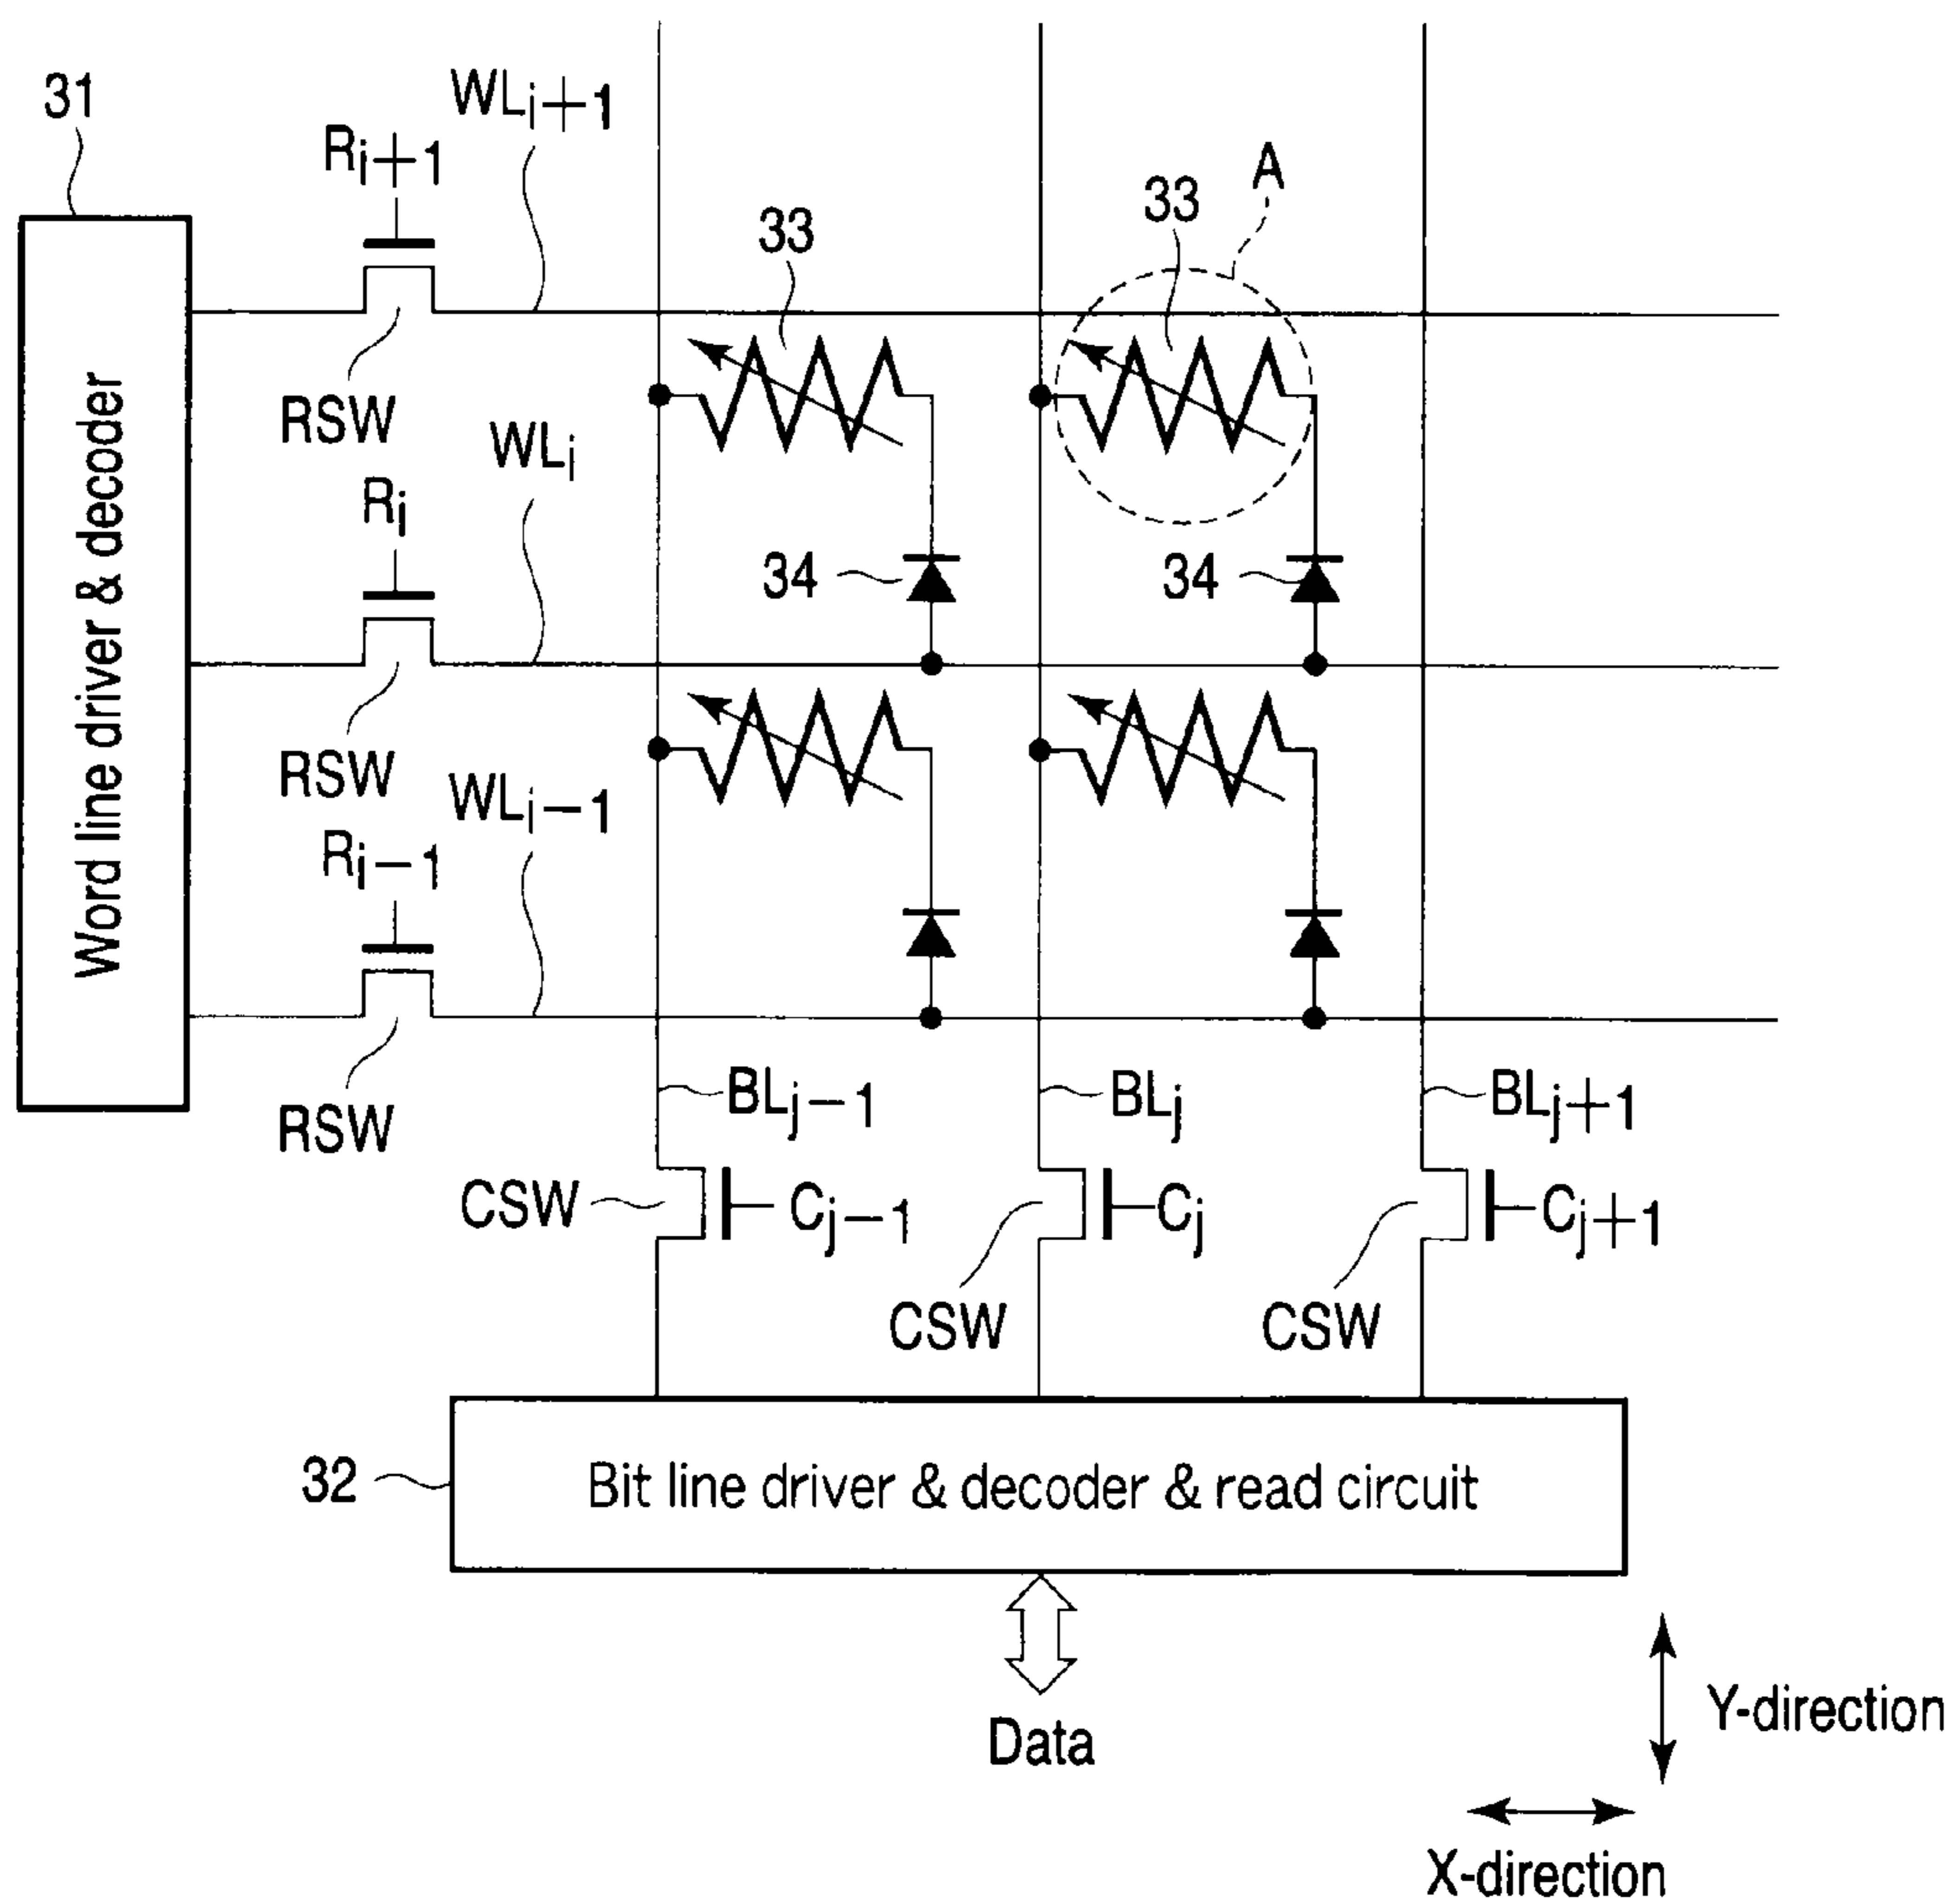 31
WLi+1
Ri+1
A
33
33
RSW
WLi
Ri
34
34
Word line driver & decoder
RSW
WLi−1
Ri−1
RSW
BLj−1
BLj
BLj+1
CSW
Cj−1
Cj
Cj+1
CSW
CSW
32
Bit line driver & decoder & read circuit
Data
Y-direction
X-direction